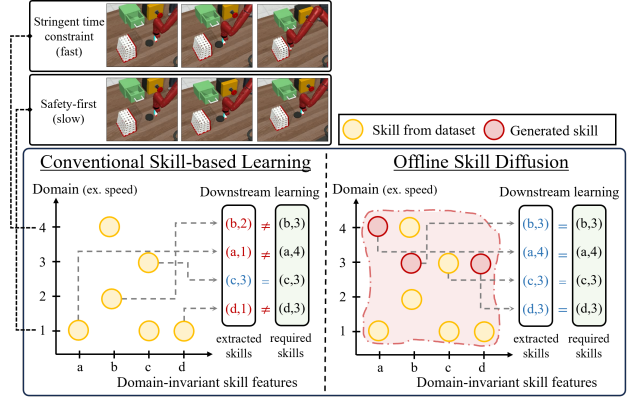 Stringent time
constraint
(fast)
Safety-first
(slow)
Skill from dataset
Generated skill
Conventional Skill-based Learning
Domain (ex. speed)
Downstream learning
4
3
2
1
a
b
c
d
Domain-invariant skill features
(b,2) ≠ (b,3)
(a,1) ≠ (a,4)
(c,3) = (c,3)
(d,1) ≠ (d,3)
extracted
skills
required
skills
Offline Skill Diffusion
Domain (ex. speed)
Downstream learning
4
3
2
1
a
b
c
d
Domain-invariant skill features
(b,3) = (b,3)
(a,4) = (a,4)
(c,3) = (c,3)
(d,3) = (d,3)
extracted
skills
required
skills